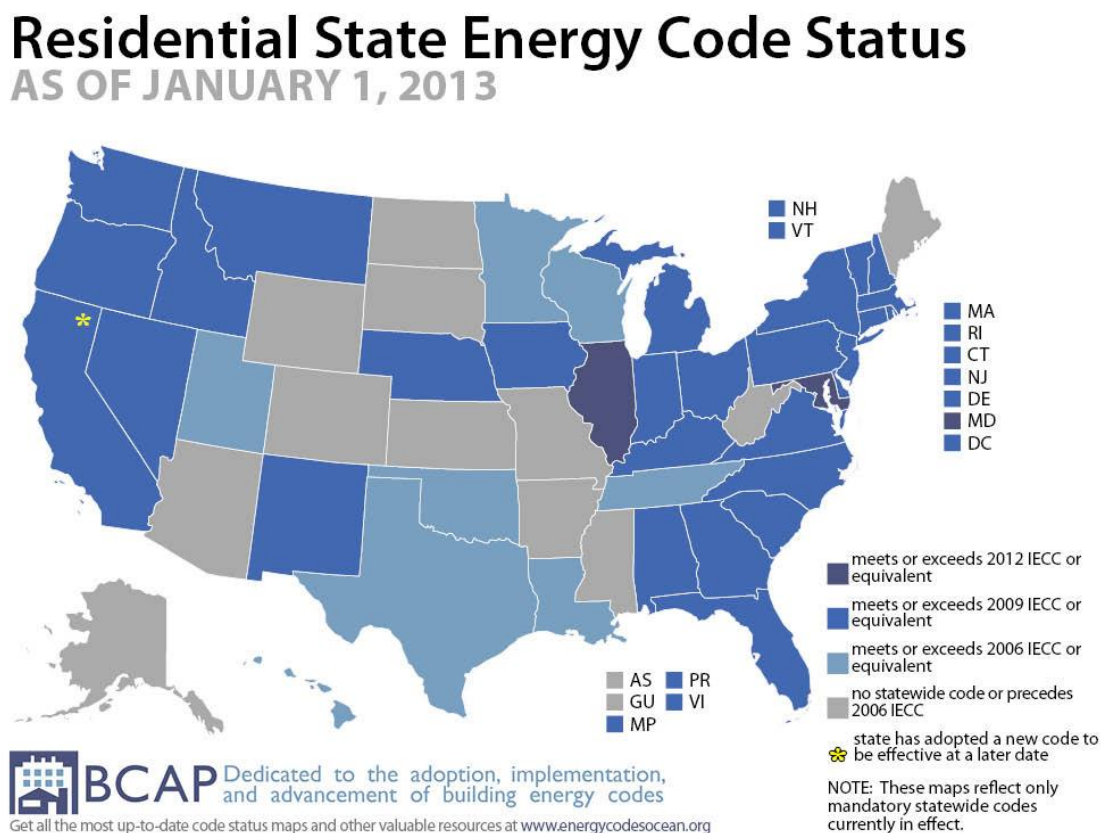 Residential State Energy Code Status
AS OF JANUARY 1, 2013
NH
VT
MA
RI
CT
NJ
DE
MD
DC
meets or exceeds 2012 IECC or
equivalent
meets or exceeds 2009 IECC or
equivalent
meets or exceeds 2006 IECC or
equivalent
no statewide code or precedes
2006 IECC
* state has adopted a new code to
be effective at a later date
NOTE: These maps reflect only
mandatory statewide codes
currently in effect.
AS PR
GU VI
MP
BCAP Dedicated to the adoption, implementation,
and advancement of building energy codes
Get all the most up-to-date code status maps and other valuable resources at www.energycodesocean.org